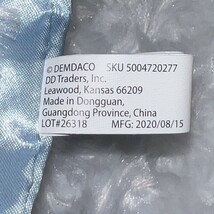 © DEMDACO SKU 5004720277
DD Traders, Inc.
Leawood, Kansas 66209
Made in Dongguan,
Guangdong Province, China
LOT#26318 MFG: 2020/08/15